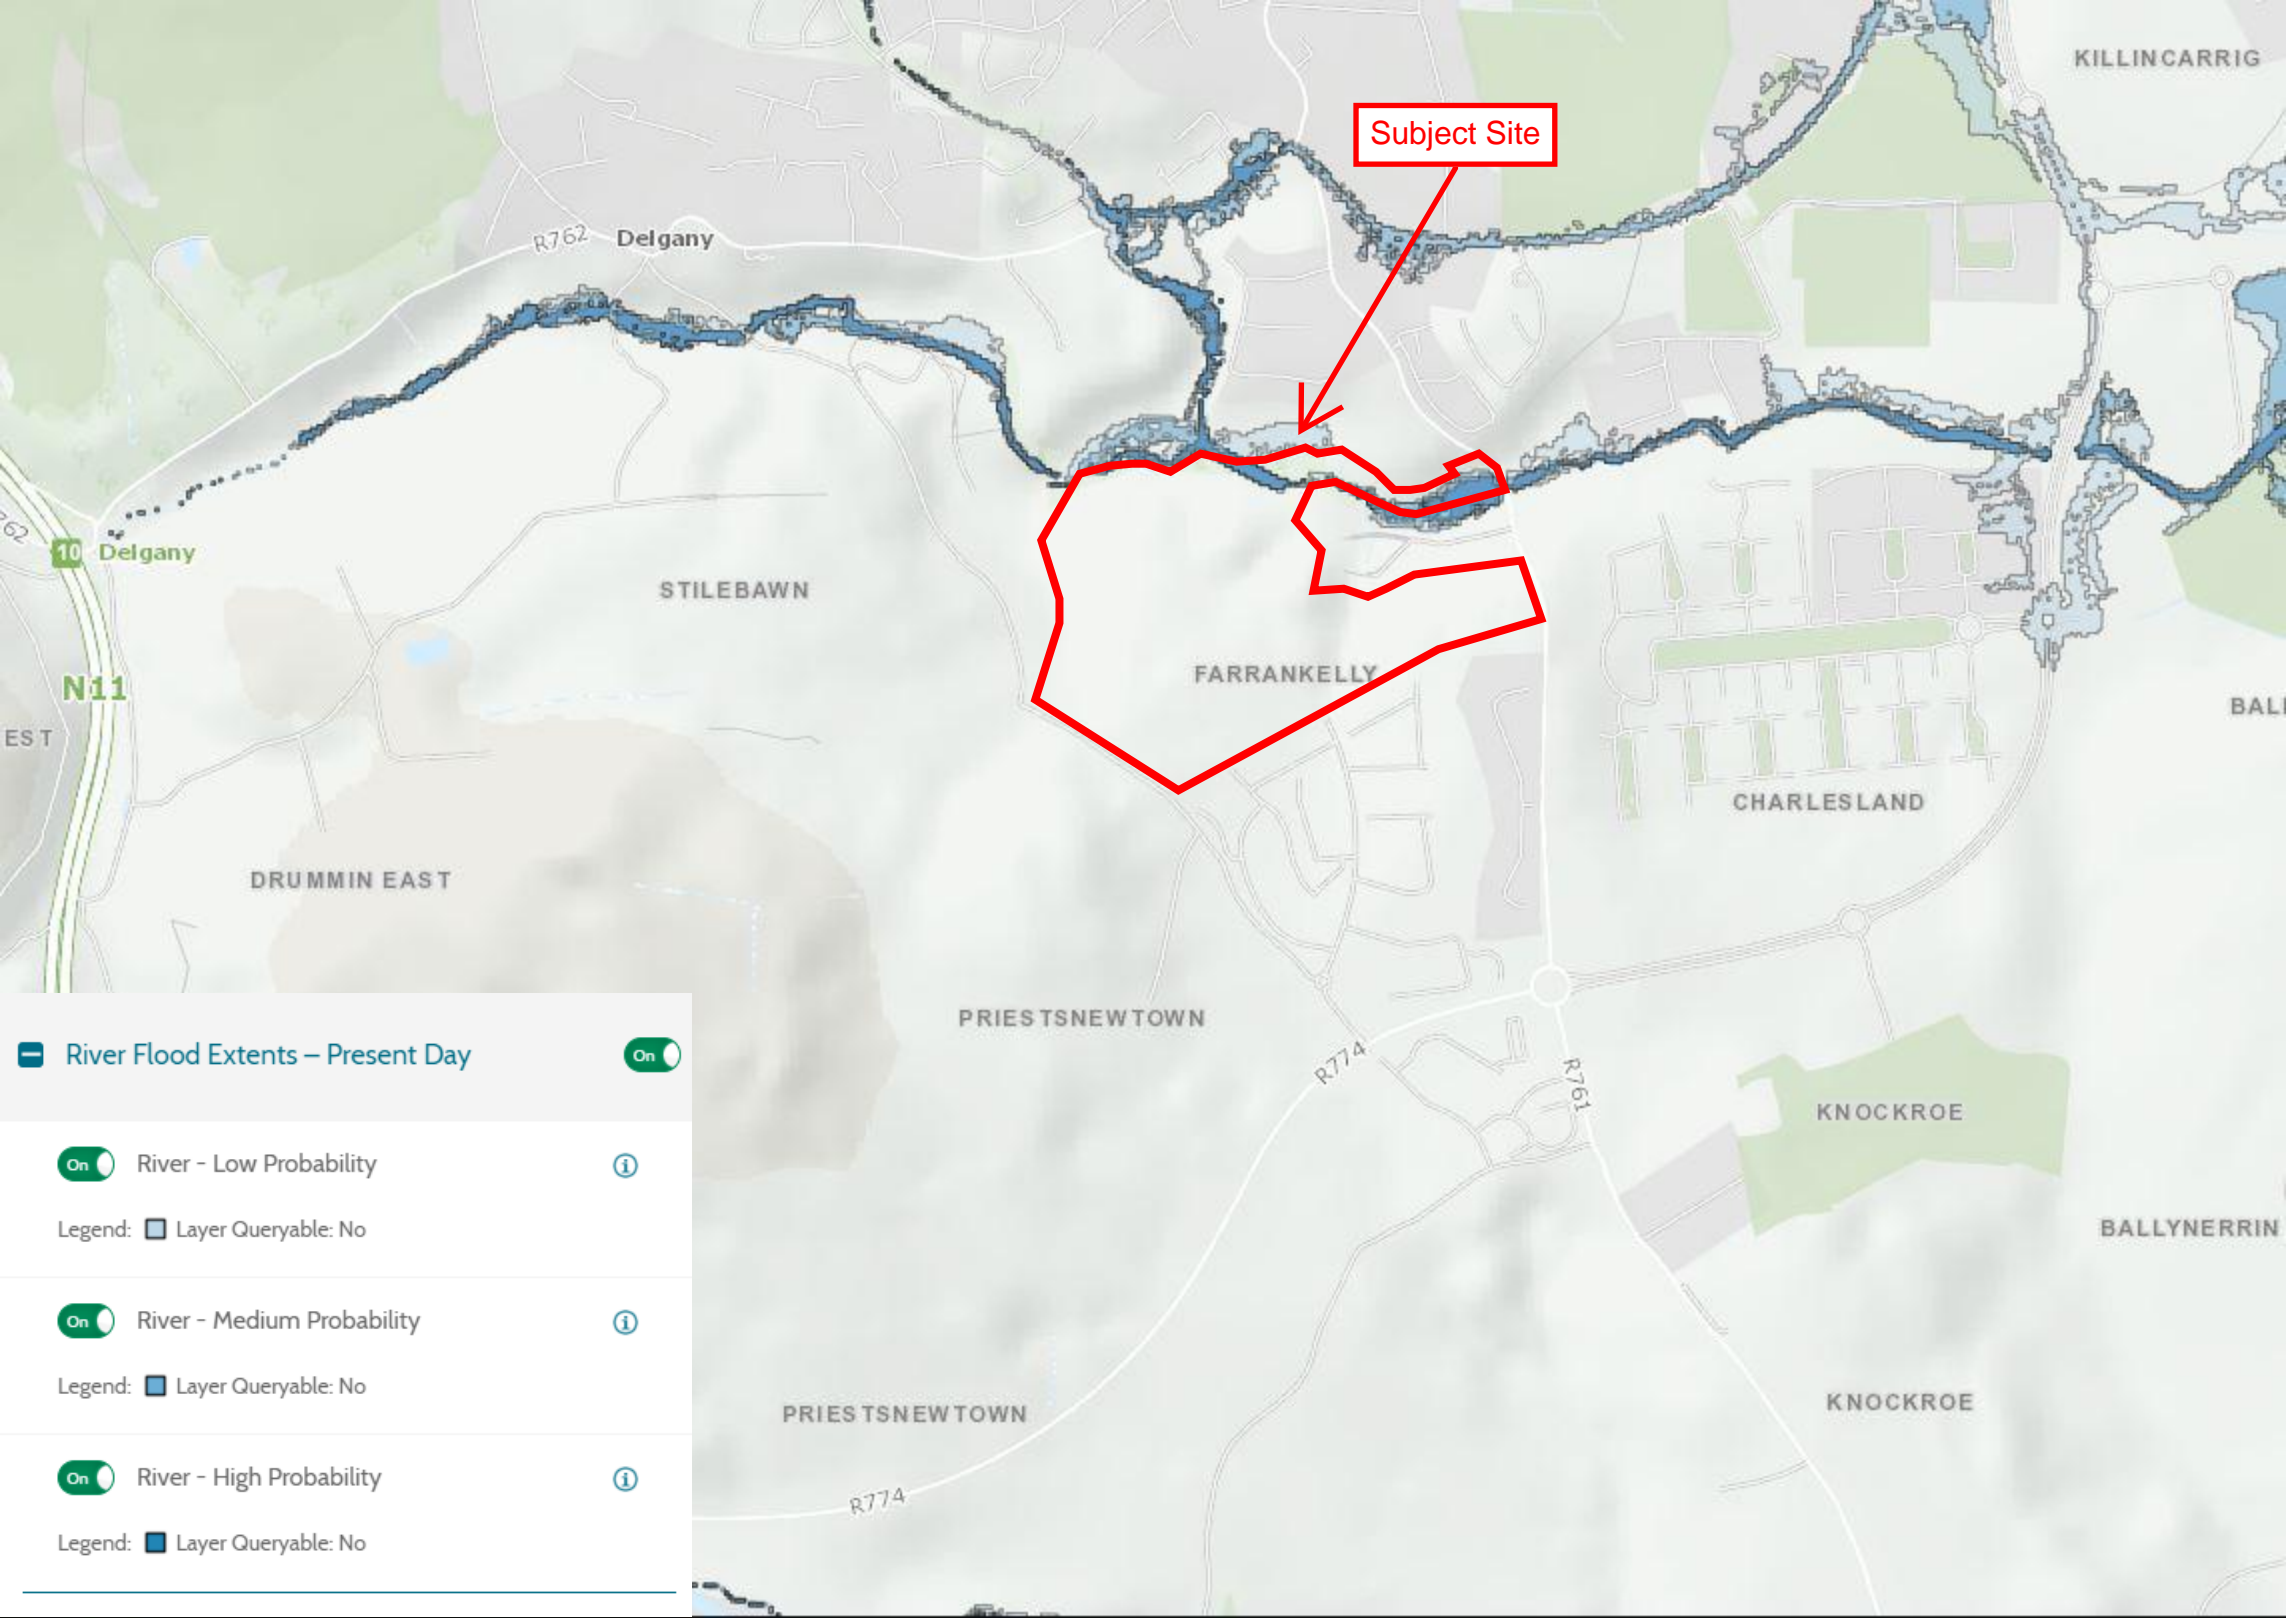 KILLINCARRIG
Subject Site
R762
Delgany
10
Delgany
STILEBAWN
FARRANKELLY
N11
EST
CHARLESLAND
DRUMMIN EAST
PRIESTSNEWTOWN
R774
R761
KNOCKROE
BALLYNERRIN
KNOCKROE
PRIESTSNEWTOWN
R774
River Flood Extents – Present Day
On
On
River - Low Probability
Legend: Layer Queryable: No
On
River - Medium Probability
Legend: Layer Queryable: No
On
River - High Probability
Legend: Layer Queryable: No